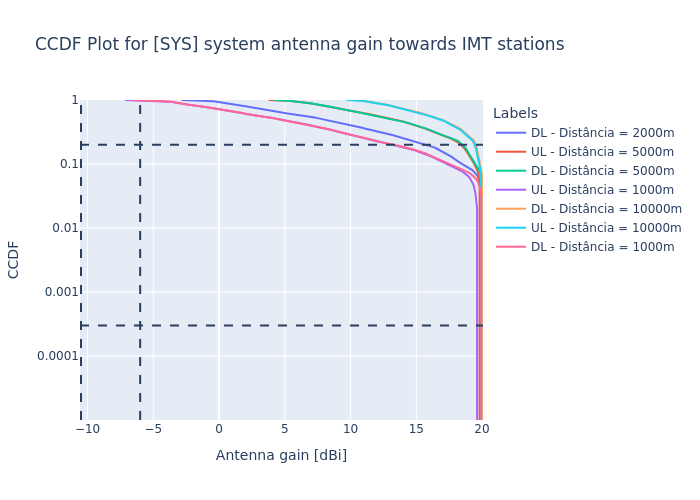 CCDF Plot for [SYS] system antenna gain towards IMT stations
Labels
DL - Distância = 2000m
UL - Distância = 5000m
DL - Distância = 5000m
UL - Distância = 1000m
DL - Distância = 10000m
UL - Distância = 10000m
DL - Distância = 1000m
CCDF
1
0.1
0.01
0.001
0.0001
−10 −5 0 5 10 15 20
Antenna gain [dBi]